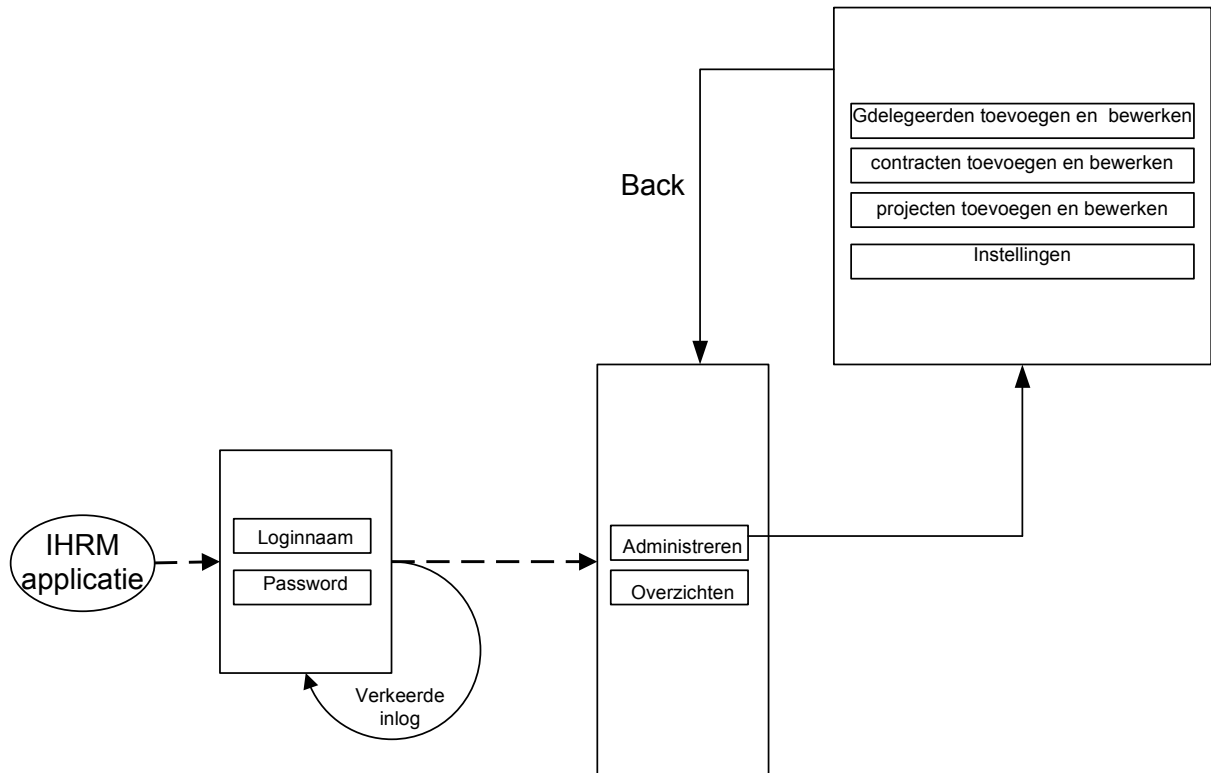 Gdelegeerden toevoegen en bewerken
contracten toevoegen en bewerken
projecten toevoegen en bewerken
Instellingen
Back
IHRM
applicatie
Loginnaam
Password
Verkeerde
inlog
Administreren
Overzichten